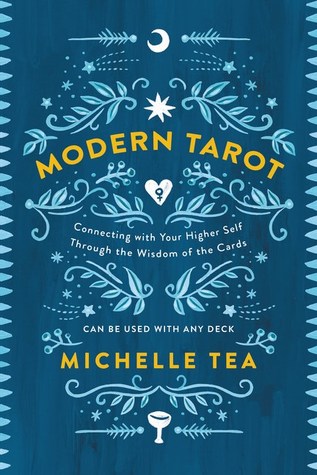 MODERN TAROT
Connecting with Your Higher Self
Through the Wisdom of the Cards
CAN BE USED WITH ANY DECK
MICHELLE TEA